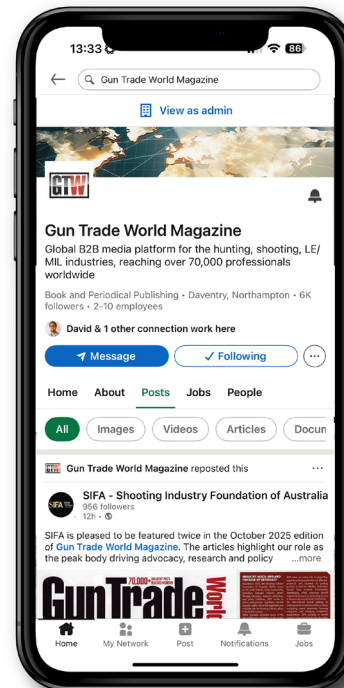 13:33
86
Gun Trade World Magazine
View as admin
GTW
Gun Trade World Magazine
Global B2B media platform for the hunting, shooting, LE/
MIL industries, reaching over 70,000 professionals
worldwide
Book and Periodical Publishing • Daventry, Northampton • 6K
followers • 2-10 employees
David & 1 other connection work here
Message
Following
Home About Posts Jobs People
All Images Videos Articles Docun
GTW Gun Trade World Magazine reposted this
SIFA
SIFA - Shooting Industry Foundation of Australia
956 followers
12h •
SIFA is pleased to be featured twice in the October 2025 edition
of Gun Trade World Magazine. The articles highlight our role as
the peak body driving advocacy, research and policy ...more
70,000+
Gun Trade World
Home My Network Post Notifications Jobs